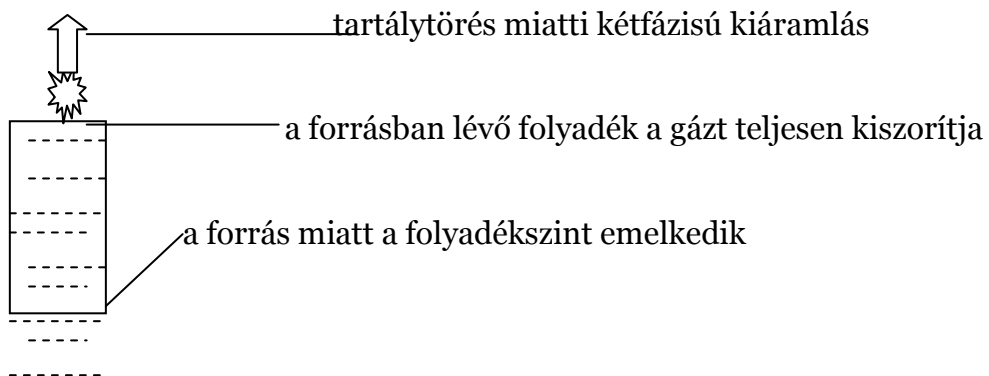 tartálytörés miatti kétfázisú kiáramlás
a forrásban lévő folyadék a gázt teljesen kiszorítja
a forrás miatt a folyadékszint emelkedik